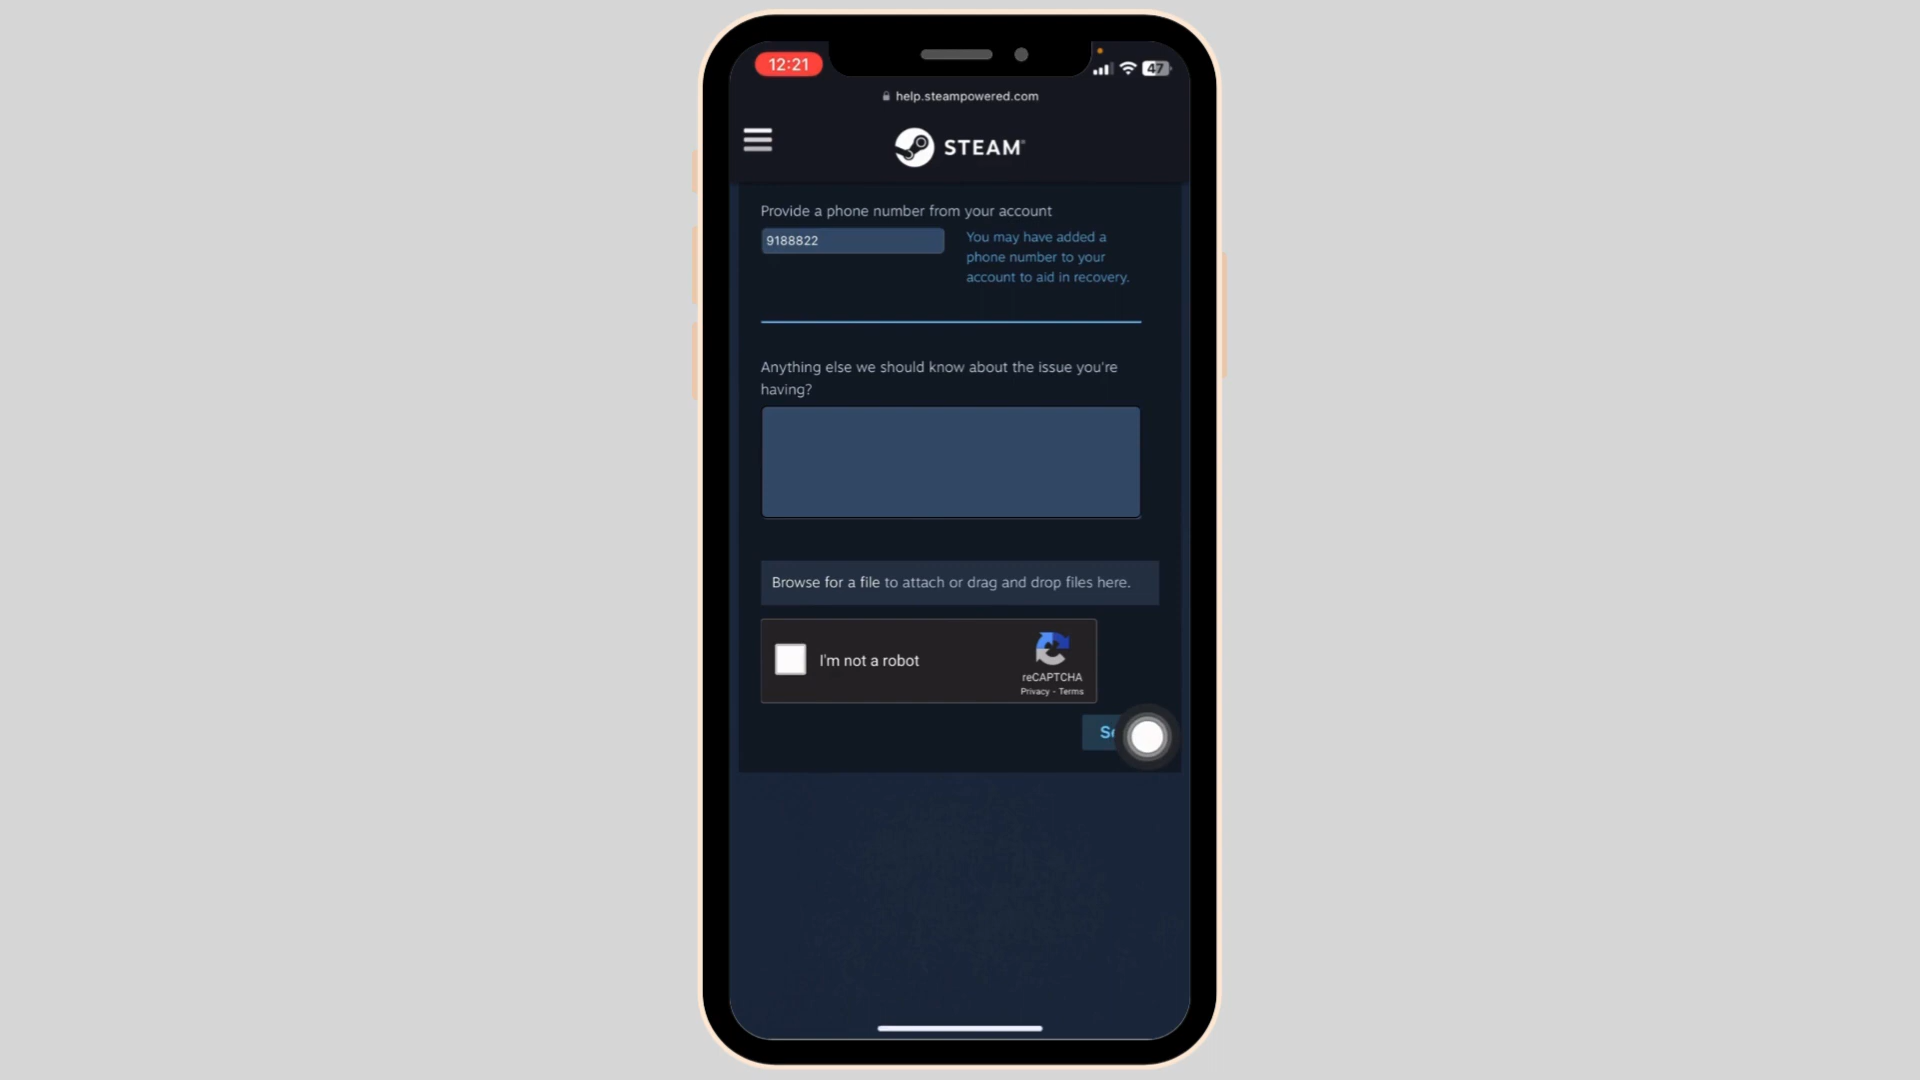 12:21
47
help.steampowered.com
STEAM®
Provide a phone number from your account
9188822
You may have added a
phone number to your
account to aid in recovery.
Anything else we should know about the issue you're
having?
Browse for a file to attach or drag and drop files here.
I'm not a robot
reCAPTCHA
Privacy - Terms